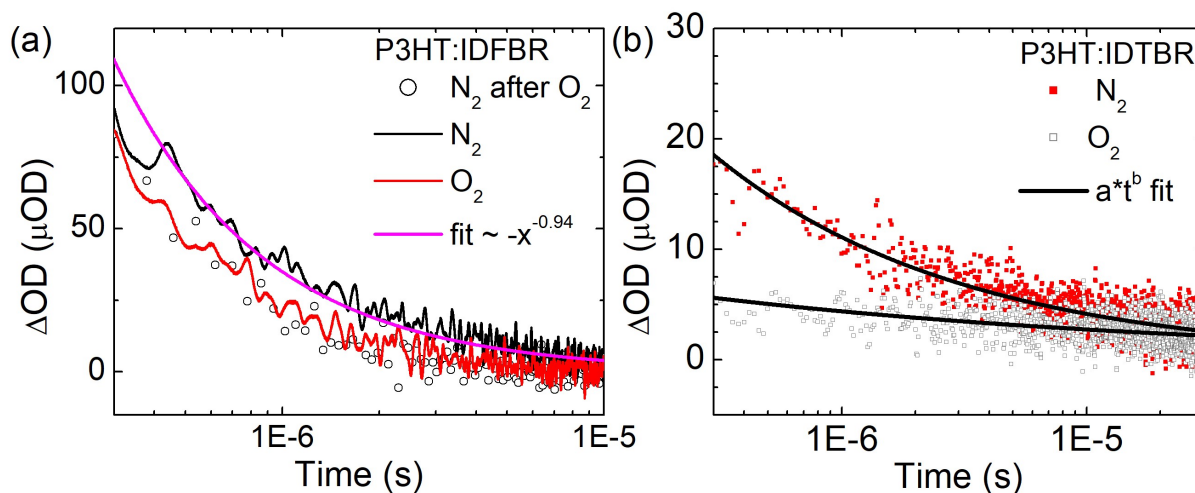 (a)
P3HT:IDFBR
N₂ after O₂
N₂
O₂
fit ~ -x^-0.94
100
50
0
ΔOD (μOD)
1E-6
1E-5
Time (s)
(b)
P3HT:IDTBR
N₂
O₂
a*t^b fit
30
20
10
0
ΔOD (μOD)
1E-6
1E-5
Time (s)